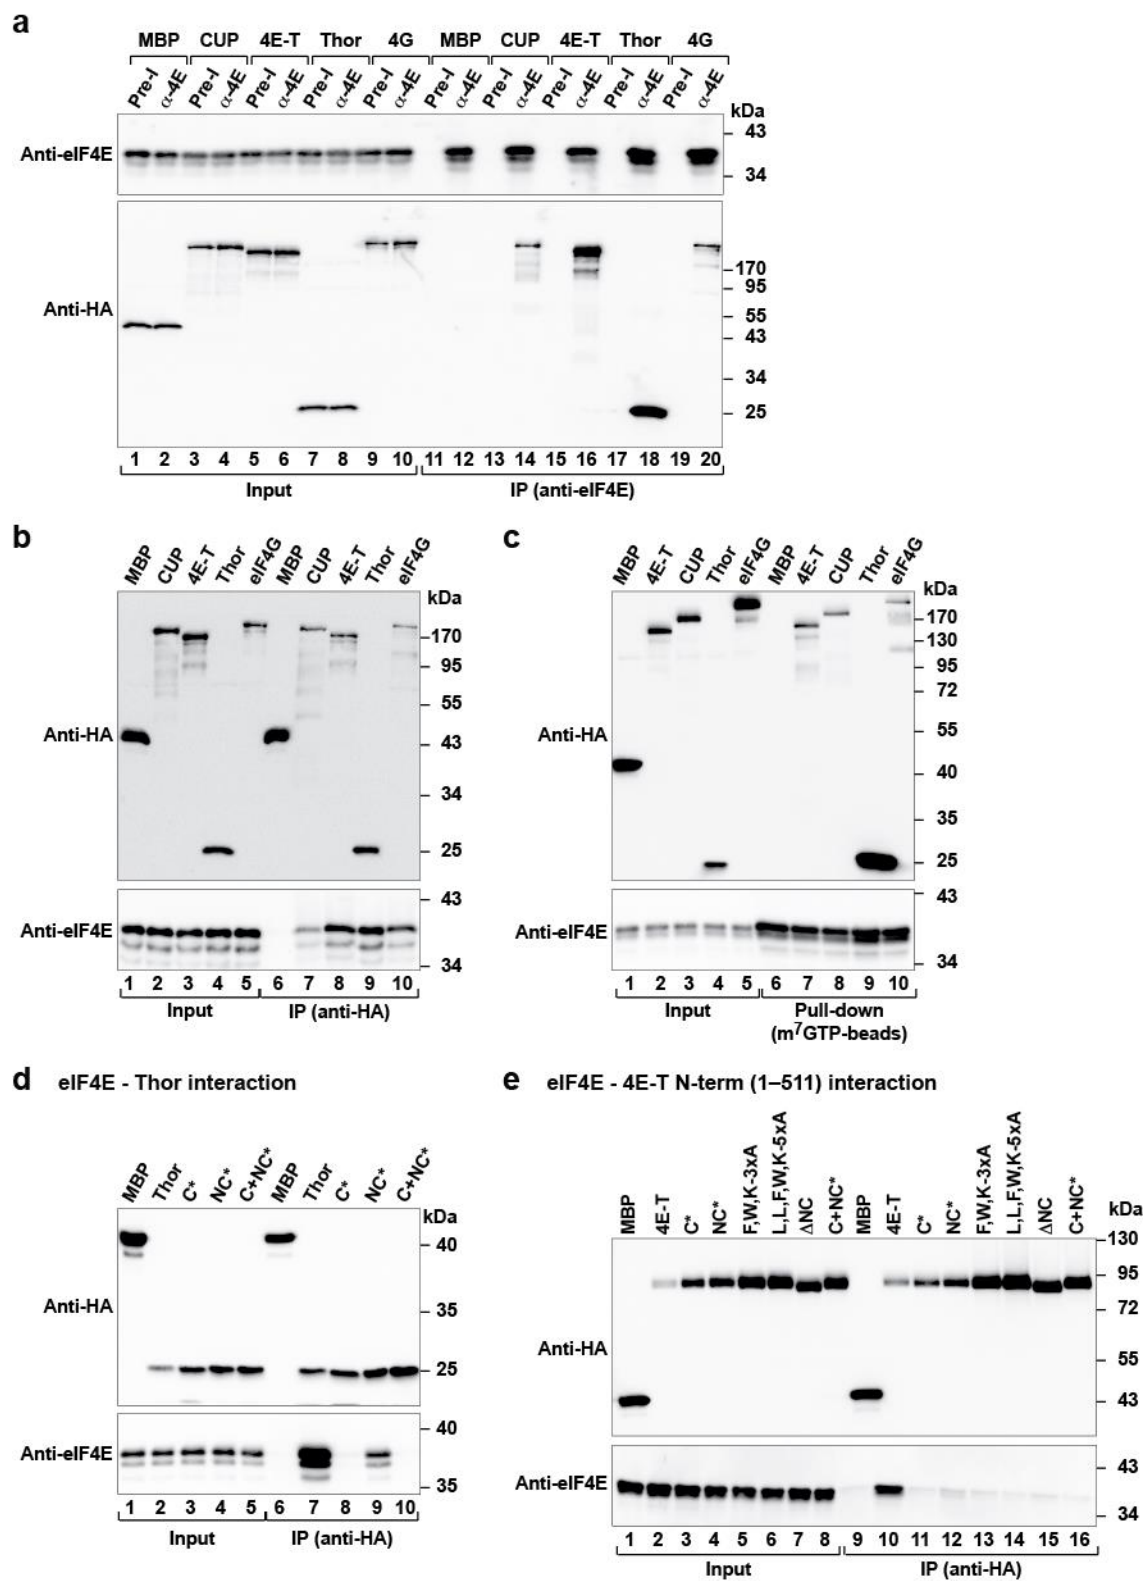 a
MBP CUP 4E-T Thor 4G MBP CUP 4E-T Thor 4G
Pre-I α-4E Pre-I α-4E Pre-I α-4E Pre-I α-4E Pre-I α-4E Pre-I α-4E Pre-I α-4E Pre-I α-4E Pre-I α-4E Pre-I α-4E
kDa
43
Anti-eIF4E
34
170
95
Anti-HA
55
43
34
25
1 2 3 4 5 6 7 8 9 10 11 12 13 14 15 16 17 18 19 20
Input IP (anti-eIF4E)
b
MBP CUP 4E-T Thor eIF4G MBP CUP 4E-T Thor eIF4G
kDa
170
95
55
Anti-HA
43
34
25
43
Anti-eIF4E
34
1 2 3 4 5 6 7 8 9 10
Input IP (anti-HA)
c
MBP 4E-T CUP Thor eIF4G MBP 4E-T CUP Thor eIF4G
kDa
170
130
95
72
55
Anti-HA
40
35
25
43
Anti-eIF4E
34
1 2 3 4 5 6 7 8 9 10
Input Pull-down
(m7GTP-beads)
d eIF4E - Thor interaction
MBP Thor C* NC* C+NC* MBP Thor C* NC* C+NC*
kDa
40
Anti-HA
35
25
40
Anti-eIF4E
35
1 2 3 4 5 6 7 8 9 10
Input IP (anti-HA)
e eIF4E - 4E-T N-term (1–511) interaction
MBP 4E-T C* NC* F,W,K-3xA L,L,F,W,K-5xA ΔNC C+NC* MBP 4E-T C* NC* F,W,K-3xA L,L,F,W,K-5xA ΔNC C+NC*
kDa
130
95
72
Anti-HA
55
43
43
Anti-eIF4E
34
1 2 3 4 5 6 7 8 9 10 11 12 13 14 15 16
Input IP (anti-HA)